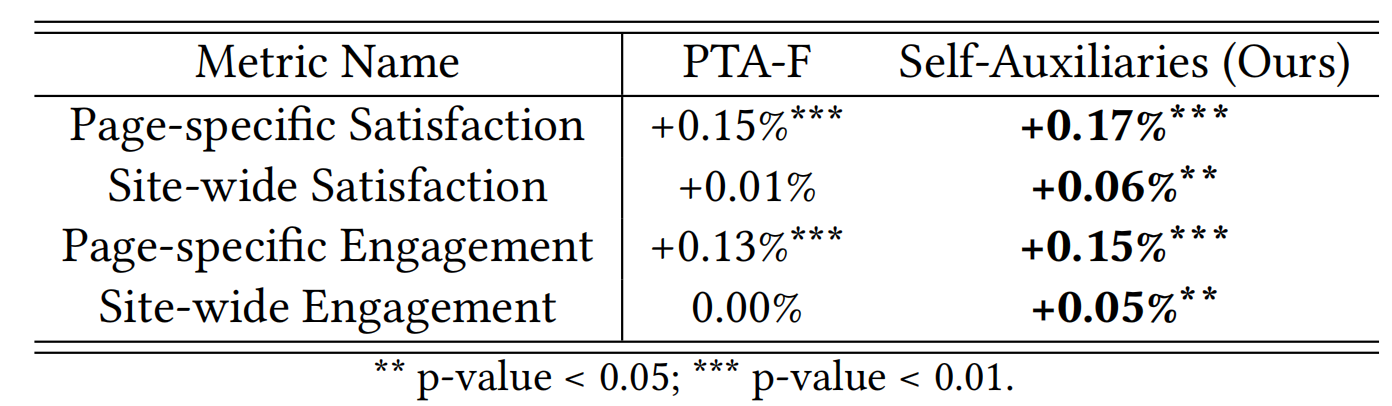 Metric Name PTA-F Self-Auxiliaries (Ours)
Page-specific Satisfaction +0.15%*** +0.17%***
Site-wide Satisfaction +0.01% +0.06%**
Page-specific Engagement +0.13%*** +0.15%***
Site-wide Engagement 0.00% +0.05%**
** p-value < 0.05; *** p-value < 0.01.